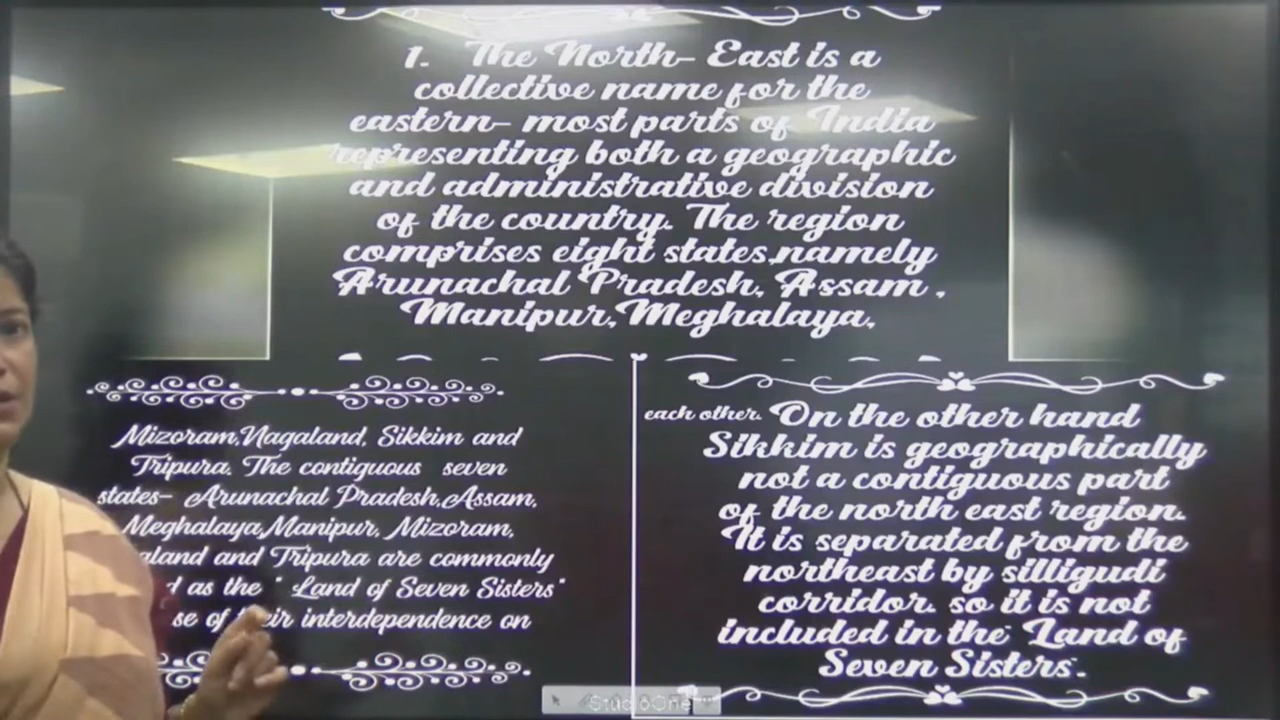 1. The North- East is a
collective name for the
eastern- most parts of India
representing both a geographic
and administrative division
of the country. The region
comprises eight states,namely
Arunachal Pradesh, Assam ,
Manipur,Meghalaya,
Mizoram,Nagaland, Sikkim and
Tripura. The contiguous seven
states- Arunachal Pradesh,Assam,
Meghalaya,Manipur, Mizoram,
and Tripura are commonly
as the " Land of Seven Sisters"
of their interdependence on
each other. On the other hand
Sikkim is geographically
not a contiguous part
of the north east region.
It is separated from the
northeast by silligudi
corridor. so it is not
included in the Land of
Seven Sisters.
StudioOne